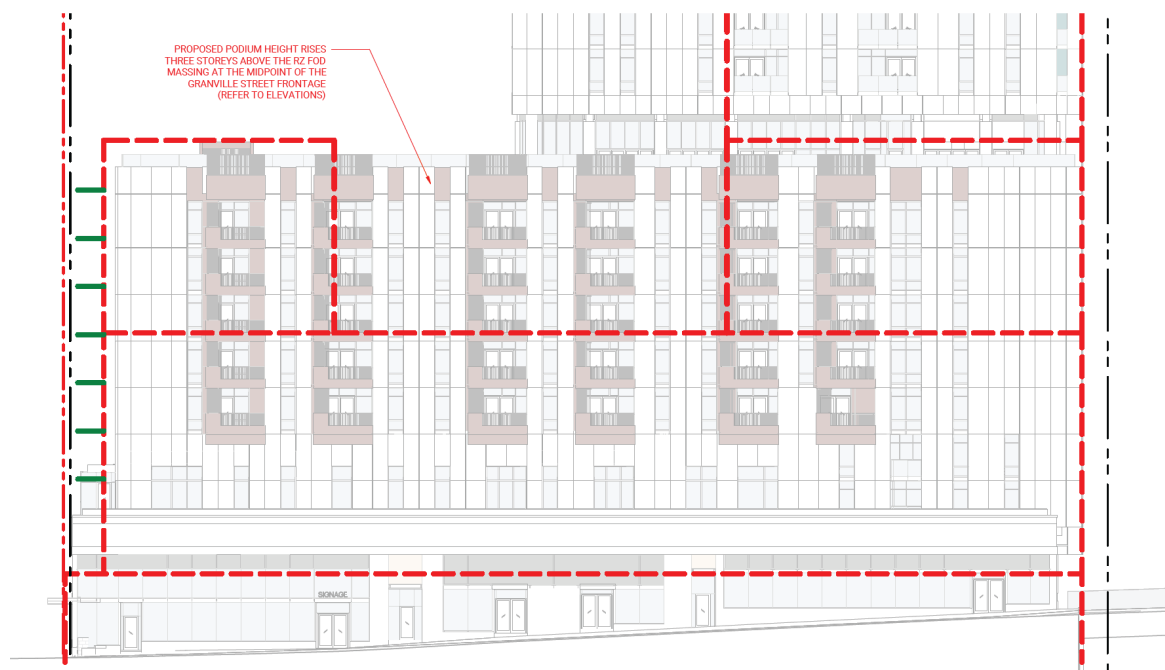 PROPOSED PODIUM HEIGHT RISES
THREE STOREYS ABOVE THE RZ FOD
MASSING AT THE MIDPOINT OF THE
GRANVILLE STREET FRONTAGE
(REFER TO ELEVATIONS)
SIGNAGE